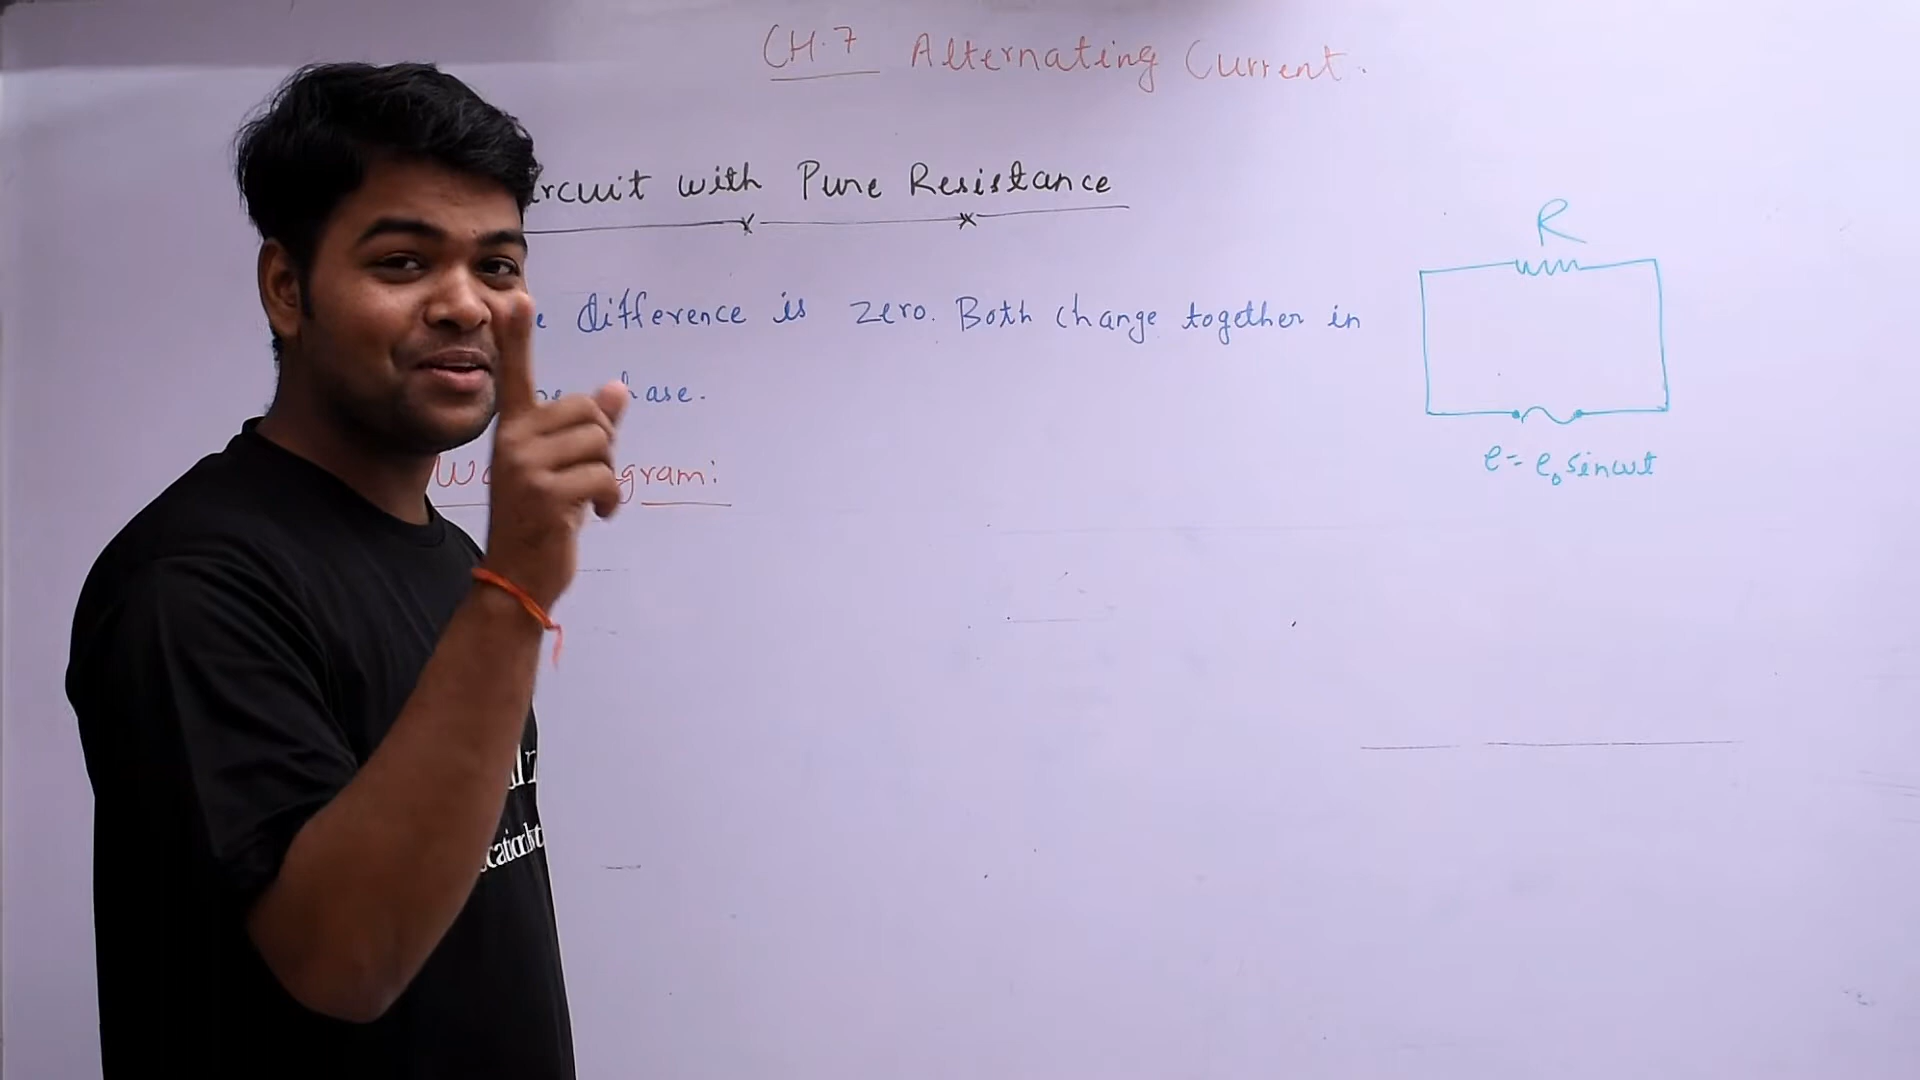 CH.7 Alternating Current.
rcuit with Pure Resistance
difference is zero. Both change together in
hase.
gram:
R
e = e₀ sinωt